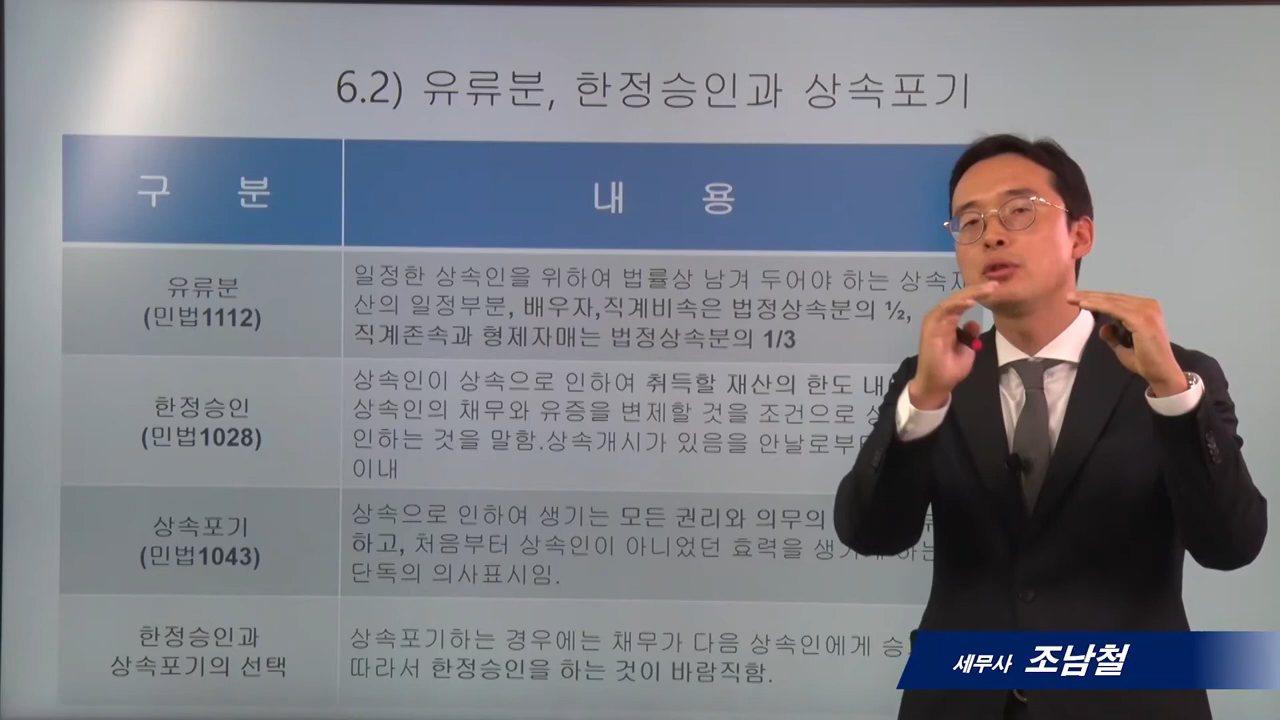 6.2) 유류분, 한정승인과 상속포기
구 분
내 용
유류분
(민법1112)
일정한 상속인을 위하여 법률상 남겨 두어야 하는
산의 일정부분, 배우자,직계비속은 법정상속분의 ½,
직계존속과 형제자매는 법정상속분의 1/3
한정승인
(민법1028)
상속인이 상속으로 인하여 취득할 재산의 한도
상속인의 채무와 유증을 변제할 것을 조건으로
인하는 것을 말함.상속개시가 있음을
이내
상속포기
(민법1043)
상속으로 인하여 생기는 모든 권리와 의무의
하고, 처음부터 상속인이 아니었던 효력을
단독의 의사표시임.
한정승인과
상속포기의 선택
상속포기하는 경우에는 채무가 다음 상속인에게
따라서 한정승인을 하는 것이 바람직함.
세무사 조남철